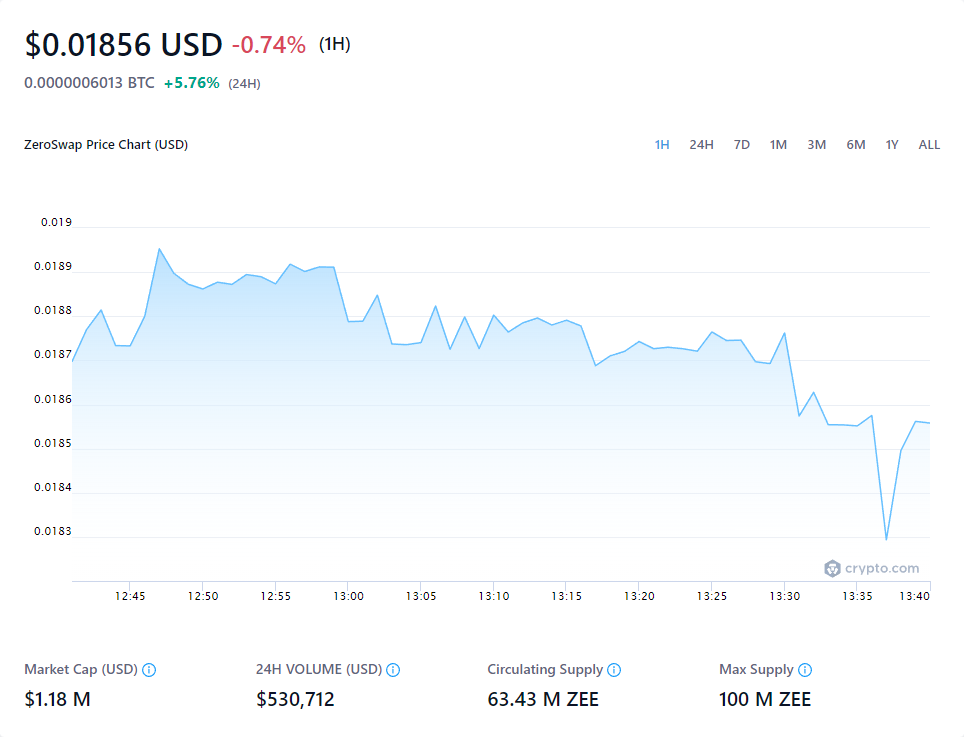 $0.01856 USD -0.74% (1H)
0.0000006013 BTC +5.76% (24H)
ZeroSwap Price Chart (USD) 1H 24H 7D 1M 3M 6M 1Y ALL
0.019
0.0189
0.0188
0.0187
0.0186
0.0185
0.0184
0.0183
crypto.com
12:45 12:50 12:55 13:00 13:05 13:10 13:15 13:20 13:25 13:30 13:35 13:40
Market Cap (USD) 24H VOLUME (USD) Circulating Supply Max Supply
$1.18 M $530,712 63.43 M ZEE 100 M ZEE